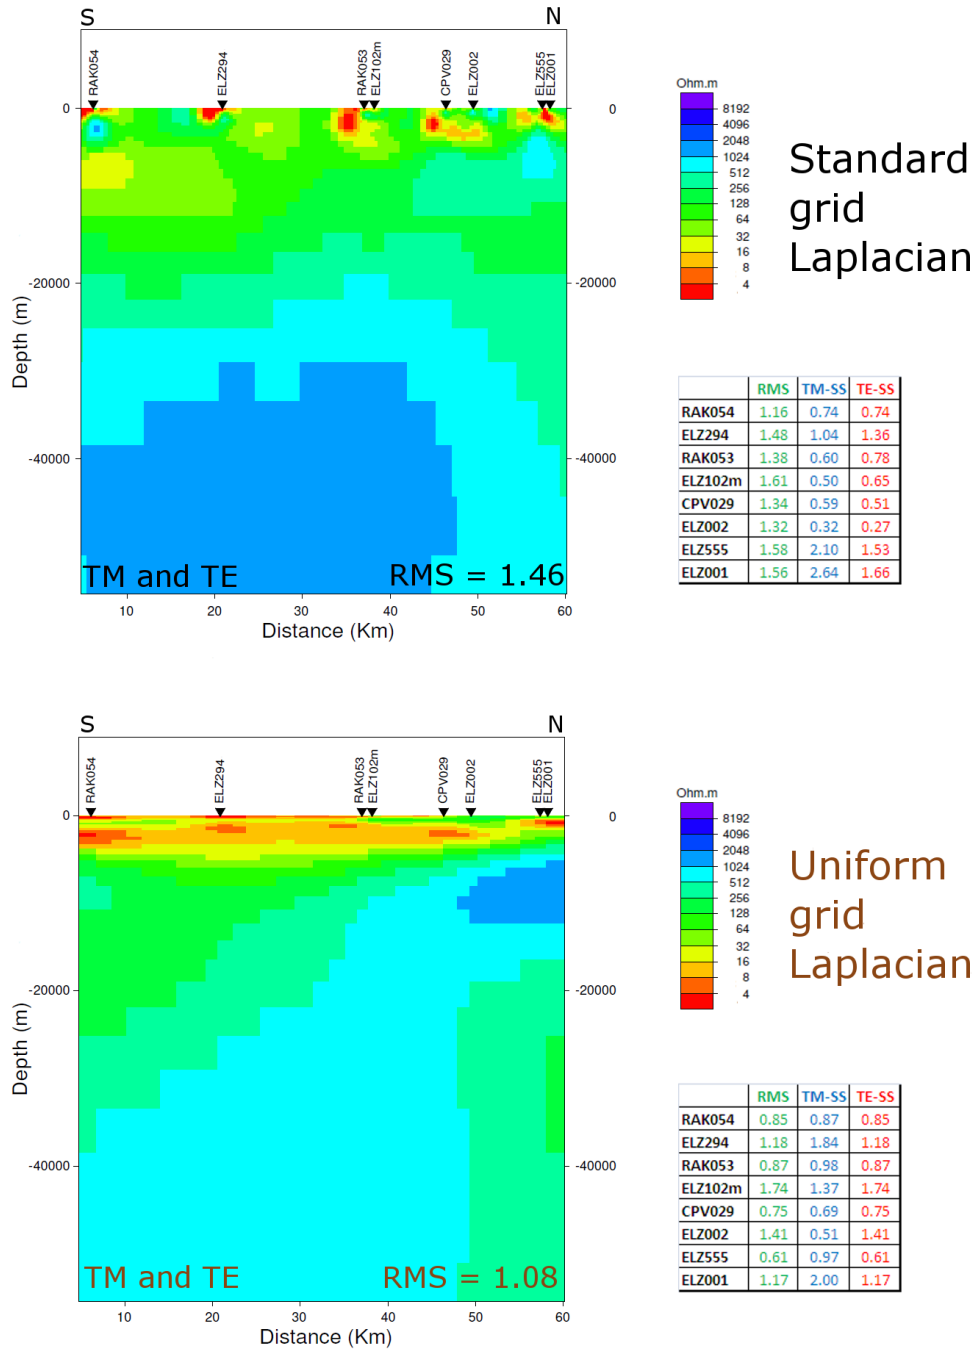 S N
RAK054 ELZ294 RAK053 ELZ102m CPV029 ELZ002 ELZ555 ELZ001
0 0
-20000 -20000
-40000 -40000
Depth (m)
TM and TE RMS = 1.46
10 20 30 40 50 60
Distance (Km)
Ohm.m
8192
4096
2048
1024
512
256
128
64
32
16
8
4
Standard
grid
Laplacian
RMS TM-SS TE-SS
RAK054 1.16 0.74 0.74
ELZ294 1.48 1.04 1.36
RAK053 1.38 0.60 0.78
ELZ102m 1.61 0.50 0.65
CPV029 1.34 0.59 0.51
ELZ002 1.32 0.32 0.27
ELZ555 1.58 2.10 1.53
ELZ001 1.56 2.64 1.66
S N
RAK054 ELZ294 RAK053 ELZ102m CPV029 ELZ002 ELZ555 ELZ001
0 0
-20000 -20000
-40000 -40000
Depth (m)
TM and TE RMS = 1.08
10 20 30 40 50 60
Distance (Km)
Ohm.m
8192
4096
2048
1024
512
256
128
64
32
16
8
4
Uniform
grid
Laplacian
RMS TM-SS TE-SS
RAK054 0.85 0.87 0.85
ELZ294 1.18 1.84 1.18
RAK053 0.87 0.98 0.87
ELZ102m 1.74 1.37 1.74
CPV029 0.75 0.69 0.75
ELZ002 1.41 0.51 1.41
ELZ555 0.61 0.97 0.61
ELZ001 1.17 2.00 1.17